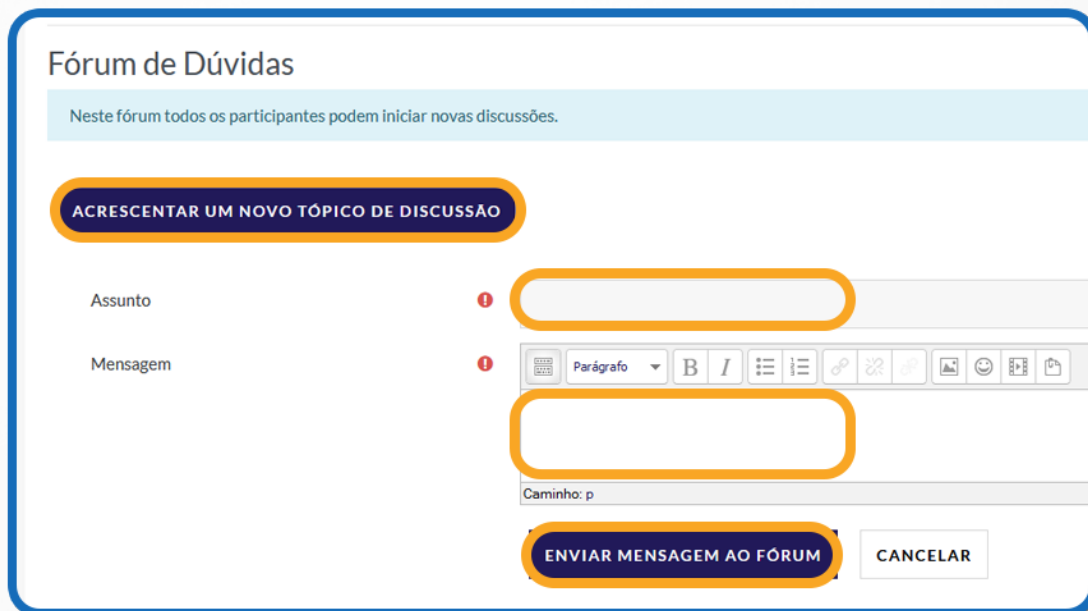 Fórum de Dúvidas
Neste fórum todos os participantes podem iniciar novas discussões.
ACRESCENTAR UM NOVO TÓPICO DE DISCUSSÃO
Assunto
Mensagem
Parágrafo
B I
Caminho: p
ENVIAR MENSAGEM AO FÓRUM
CANCELAR